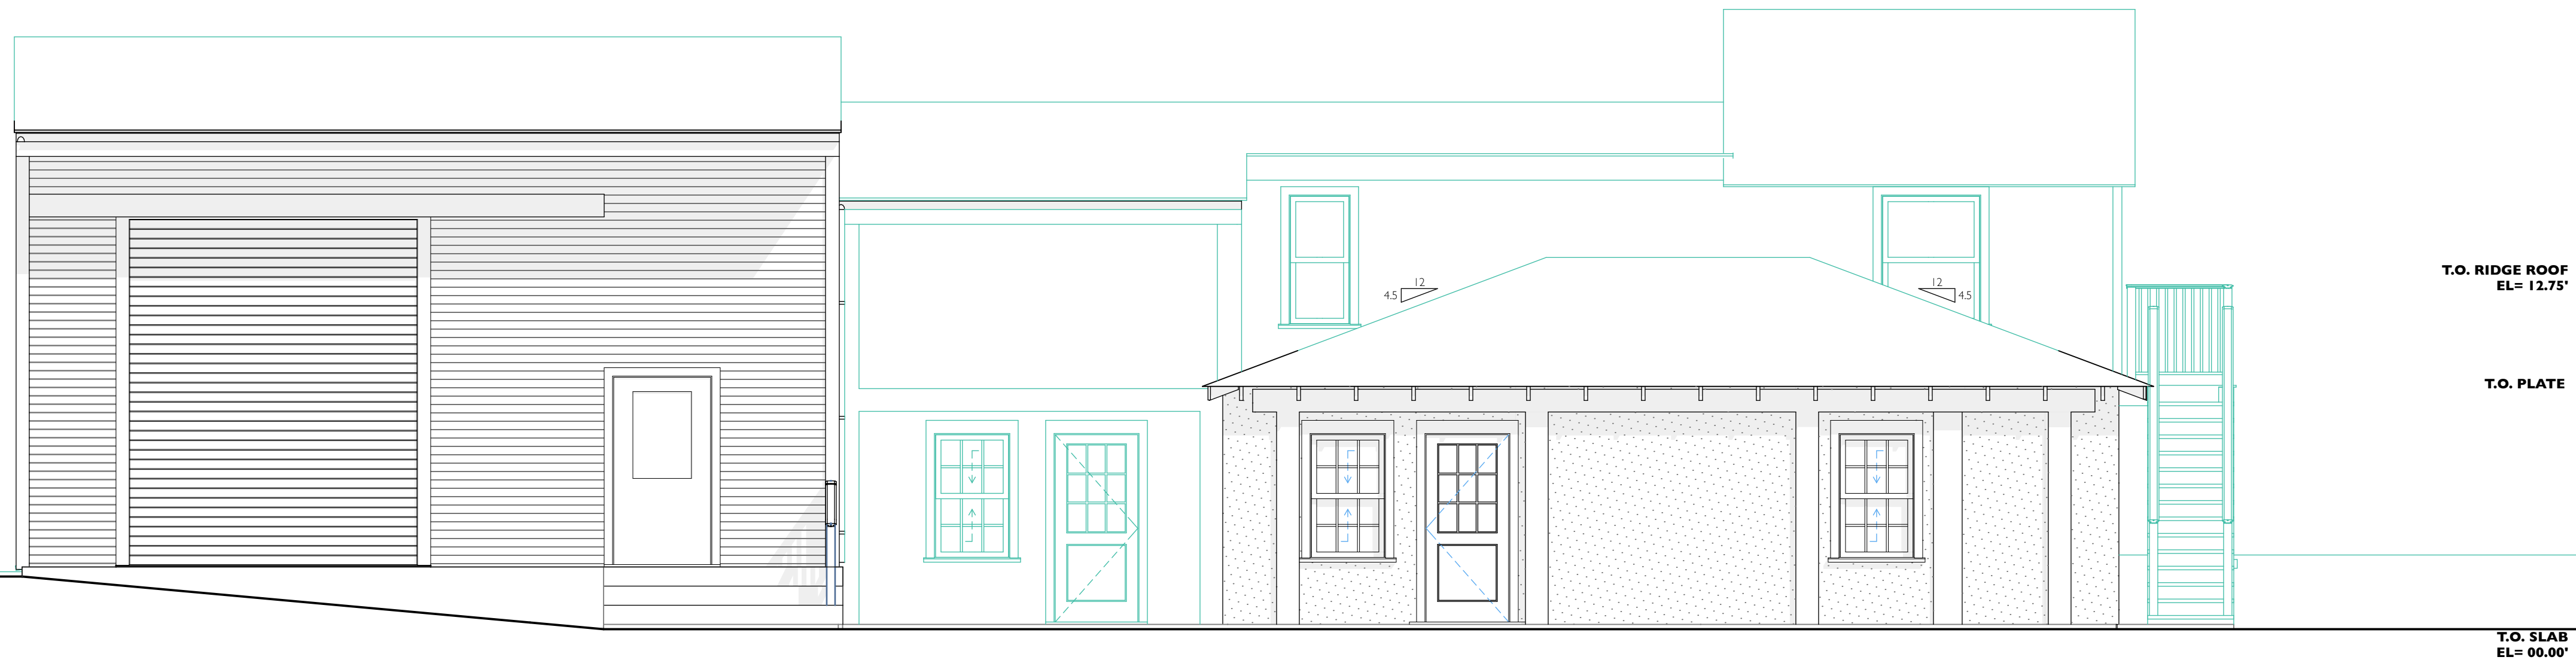 T.O. RIDGE ROOF
EL= 12.75'
12
4.5
12
4.5
T.O. PLATE
T.O. SLAB
EL= 00.00'